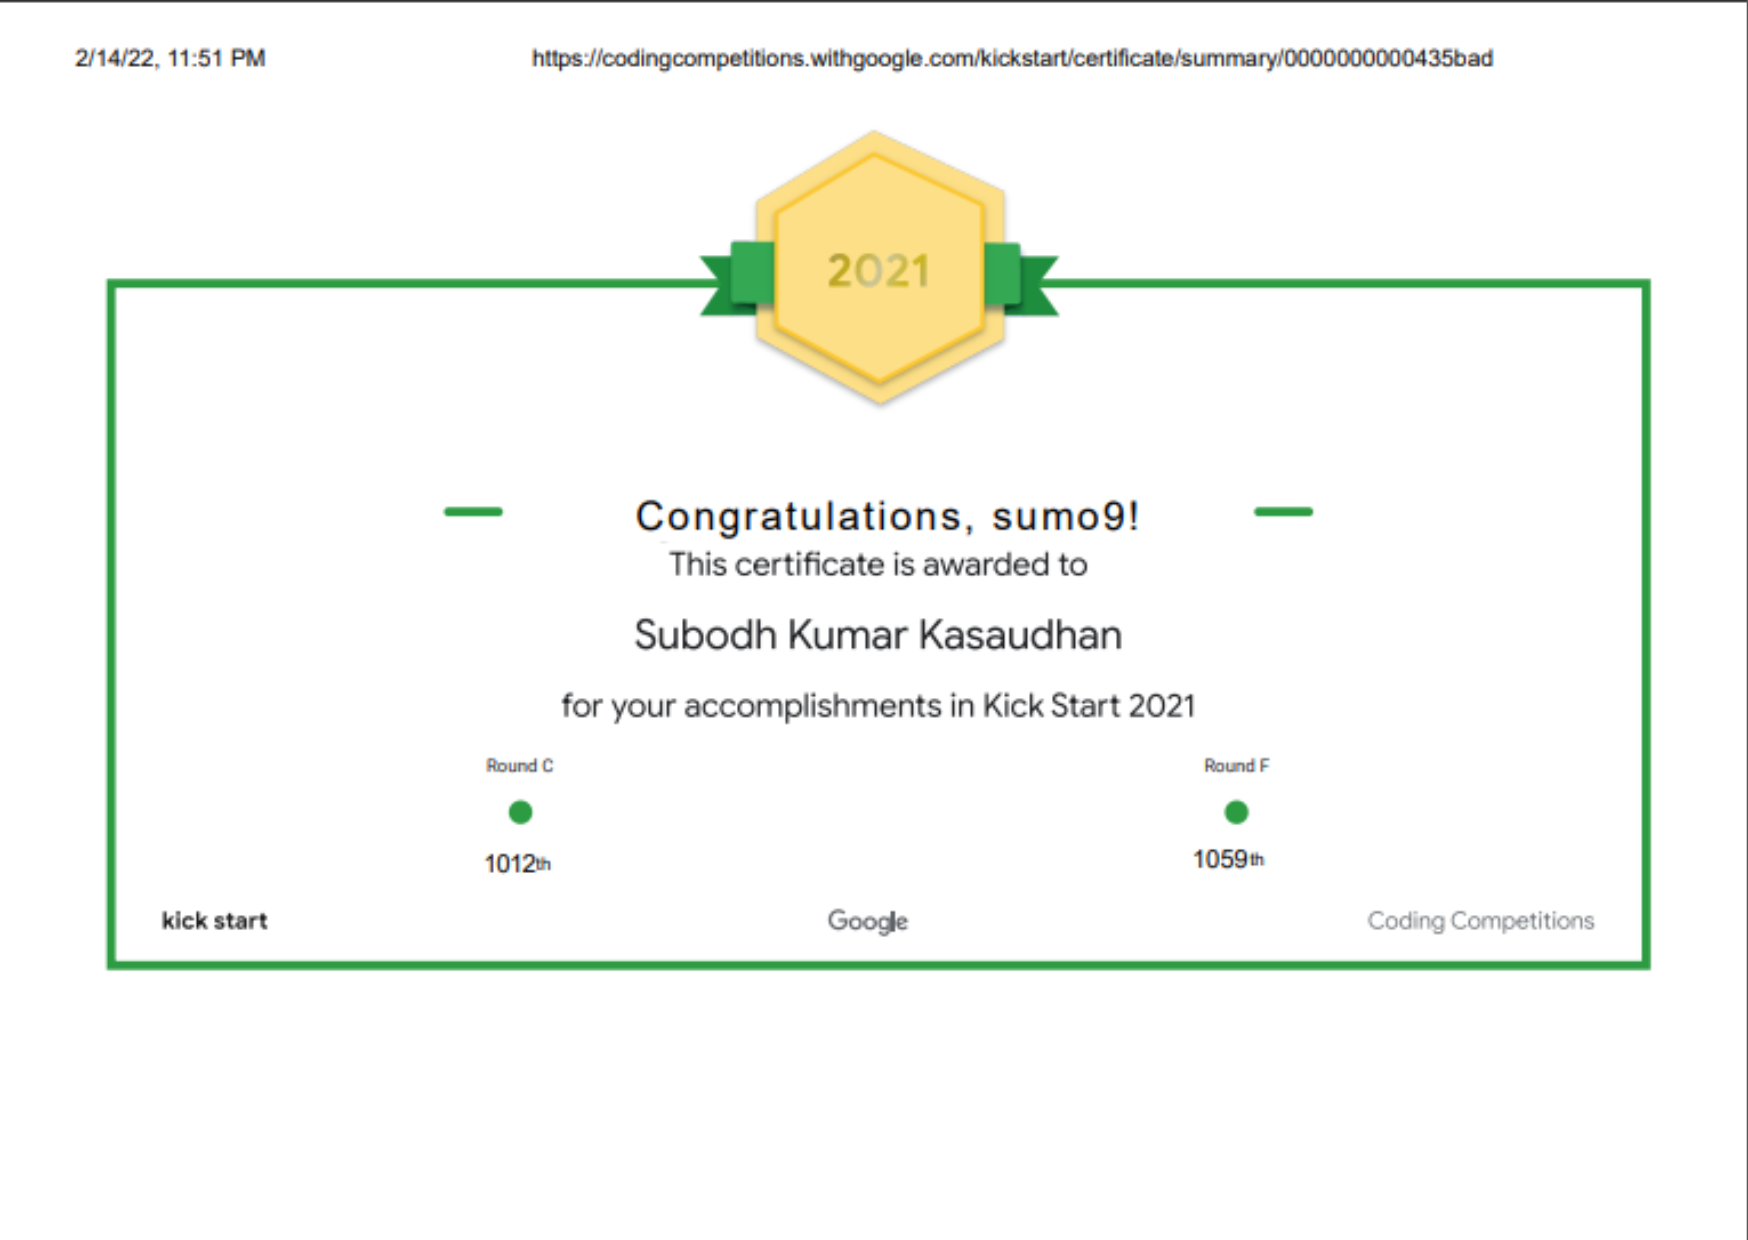 2/14/22, 11:51 PM https://codingcompetitions.withgoogle.com/kickstart/certificate/summary/0000000000435bad
2021
Congratulations, sumo9!
This certificate is awarded to
Subodh Kumar Kasaudhan
for your accomplishments in Kick Start 2021
Round C Round F
1012th 1059th
kick start Google Coding Competitions